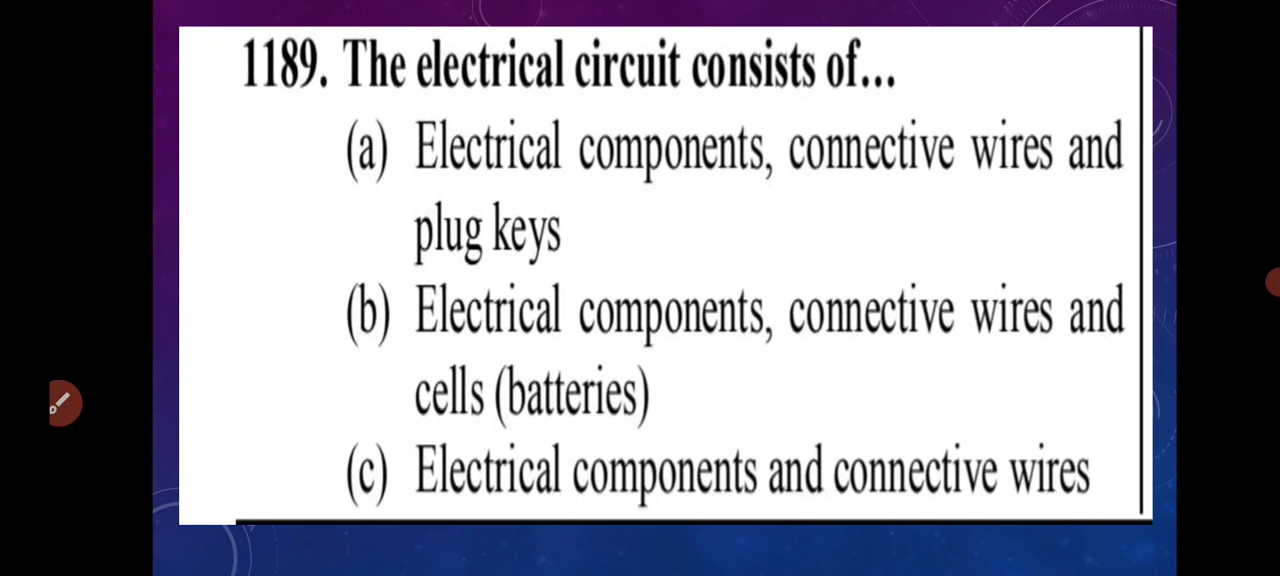 1189. The electrical circuit consists of...
(a) Electrical components, connective wires and
plug keys
(b) Electrical components, connective wires and
cells (batteries)
(c) Electrical components and connective wires